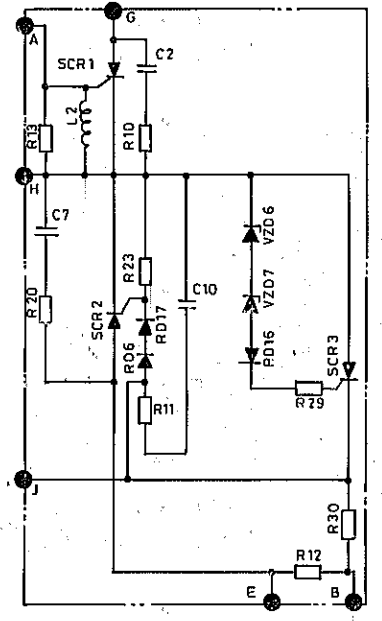 G
A
SCR1
C2
L2
R13
R10
H
C7
VZD6
R23
C10
VZD7
R20
SCR2
RD17
RD16
RD6
SCR3
R11
R29
J
R30
R12
E
B